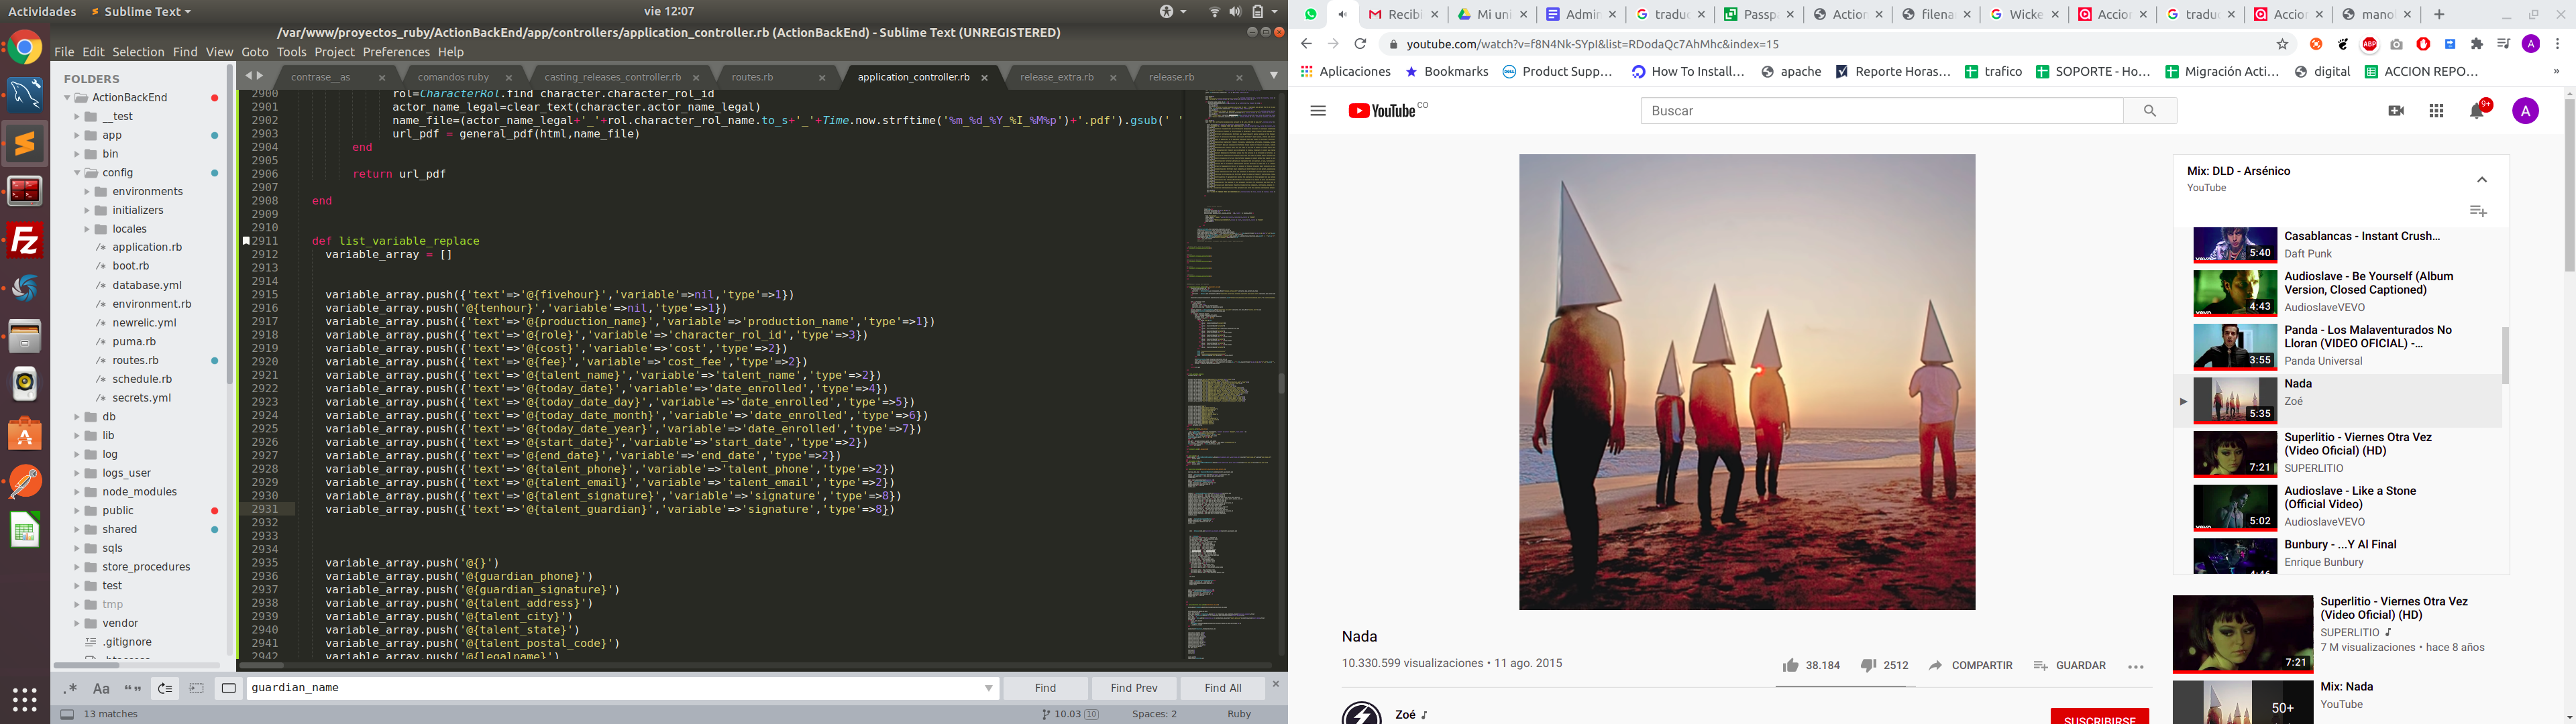 Actividades
Sublime Text
vie 12:07
/var/www/proyectos_ruby/ActionBackEnd/app/controllers/application_controller.rb (ActionBackEnd) - Sublime Text (UNREGISTERED)
File Edit Selection Find View Goto Tools Project Preferences Help
FOLDERS
ActionBackEnd
__test
app
bin
config
environments
initializers
locales
/* application.rb
/* boot.rb
/* database.yml
/* environment.rb
/* newrelic.yml
/* puma.rb
/* routes.rb
/* schedule.rb
/* secrets.yml
db
lib
log
logs_user
node_modules
public
shared
sqls
store_procedures
test
tmp
vendor
.gitignore
contrase__as
comandos ruby
casting_releases_controller.rb
routes.rb
application_controller.rb
release_extra.rb
release.rb
2900 rol=CharacterRol.find character.character_rol_id
2901 actor_name_legal=clear_text(character.actor_name_legal)
2902 name_file=(actor_name_legal+'_'+rol.character_rol_name.to_s+'_'+Time.now.strftime('%m_%d_%Y_%I_%M%p')+'.pdf').gsub(' '
2903 url_pdf = general_pdf(html,name_file)
2904 end
2905
2906 return url_pdf
2907
2908 end
2909
2910
2911 def list_variable_replace
2912 variable_array = []
2913
2914
2915 variable_array.push({'text'=>'@{fivehour}','variable'=>nil,'type'=>1})
2916 variable_array.push('@{tenhour}','variable'=>nil,'type'=>1})
2917 variable_array.push({'text'=>'@{production_name}','variable'=>'production_name','type'=>1})
2918 variable_array.push({'text'=>'@{role}','variable'=>'character_rol_id','type'=>3})
2919 variable_array.push({'text'=>'@{cost}','variable'=>'cost','type'=>2})
2920 variable_array.push({'text'=>'@{fee}','variable'=>'cost_fee','type'=>2})
2921 variable_array.push({'text'=>'@{talent_name}','variable'=>'talent_name','type'=>2})
2922 variable_array.push({'text'=>'@{today_date}','variable'=>'date_enrolled','type'=>4})
2923 variable_array.push({'text'=>'@{today_date_day}','variable'=>'date_enrolled','type'=>5})
2924 variable_array.push({'text'=>'@{today_date_month}','variable'=>'date_enrolled','type'=>6})
2925 variable_array.push({'text'=>'@{today_date_year}','variable'=>'date_enrolled','type'=>7})
2926 variable_array.push({'text'=>'@{start_date}','variable'=>'start_date','type'=>2})
2927 variable_array.push({'text'=>'@{end_date}','variable'=>'end_date','type'=>2})
2928 variable_array.push({'text'=>'@{talent_phone}','variable'=>'talent_phone','type'=>2})
2929 variable_array.push({'text'=>'@{talent_email}','variable'=>'talent_email','type'=>2})
2930 variable_array.push({'text'=>'@{talent_signature}','variable'=>'signature','type'=>8})
2931 variable_array.push({'text'=>'@{talent_guardian}','variable'=>'signature','type'=>8})
2932
2933
2934
2935 variable_array.push('@{}')
2936 variable_array.push('@{guardian_phone}')
2937 variable_array.push('@{guardian_signature}')
2938 variable_array.push('@{talent_address}')
2939 variable_array.push('@{talent_city}')
2940 variable_array.push('@{talent_state}')
2941 variable_array.push('@{talent_postal_code}')
2942 variable_array.push('@{legalname}')
.* Aa “ ” guardian_name Find Find Prev Find All
13 matches
10.03 10 Spaces: 2 Ruby
Recibi
Mi uni
Admin
traduc
Passp
Action
filena
Wicke
Accior
traduc
Accior
mano
youtube.com/watch?v=f8N4Nk-SYpI&list=RDodaQc7AhMhc&index=15
ABP
A
Aplicaciones
Bookmarks
Product Supp...
How To Install...
apache
Reporte Horas...
trafico
SOPORTE - Ho...
Migración Acti...
digital
ACCION REPO...
»
YouTube CO
Buscar
9+
A
Mix: DLD - Arsénico
YouTube
Casablancas - Instant Crush...
Daft Punk
5:40
Audioslave - Be Yourself (Album
Version, Closed Captioned)
AudioslaveVEVO
4:43
Panda - Los Malaventurados No
Lloran (VIDEO OFICIAL) -...
Panda Universal
3:55
Nada
Zoé
5:35
Superlitio - Viernes Otra Vez
(Video Oficial) (HD)
SUPERLITIO
7:21
Audioslave - Like a Stone
(Official Video)
AudioslaveVEVO
5:02
Bunbury - ...Y Al Final
Enrique Bunbury
Nada
10.330.599 visualizaciones • 11 ago. 2015
38.184 2512 COMPARTIR GUARDAR
Zoé
SUSCRIBIRSE
Superlitio - Viernes Otra Vez
(Video Oficial) (HD)
SUPERLITIO
7 M visualizaciones • hace 8 años
7:21
Mix: Nada
YouTube
50+